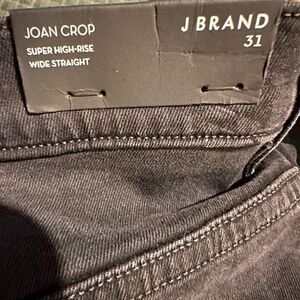 JOAN CROP
SUPER HIGH-RISE
WIDE STRAIGHT
J BRAND
31